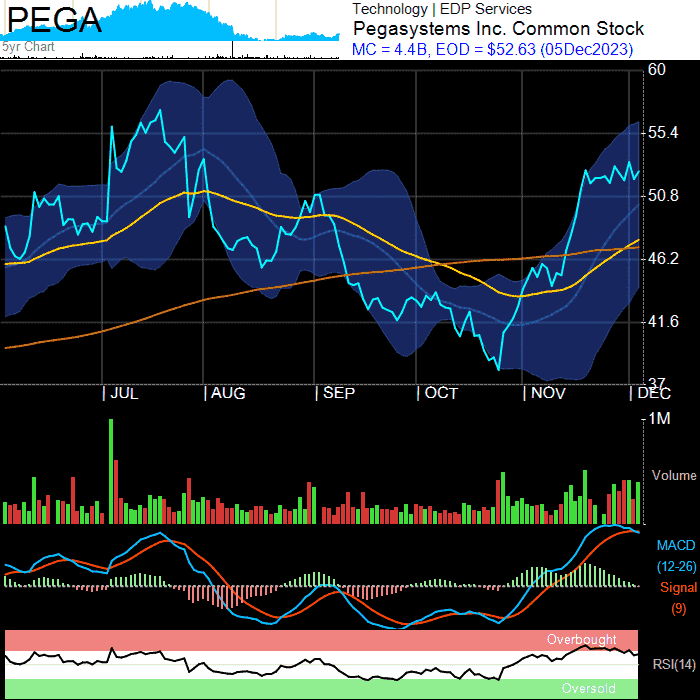 PEGA
5yr Chart
Technology | EDP Services
Pegasystems Inc. Common Stock
MC = 4.4B, EOD = $52.63 (05Dec2023)
60
55.4
50.8
46.2
41.6
37
| JUL | AUG | SEP | OCT | NOV | DEC
1M
Volume
MACD
(12-26)
Signal
(9)
Overbought
RSI(14)
Oversold